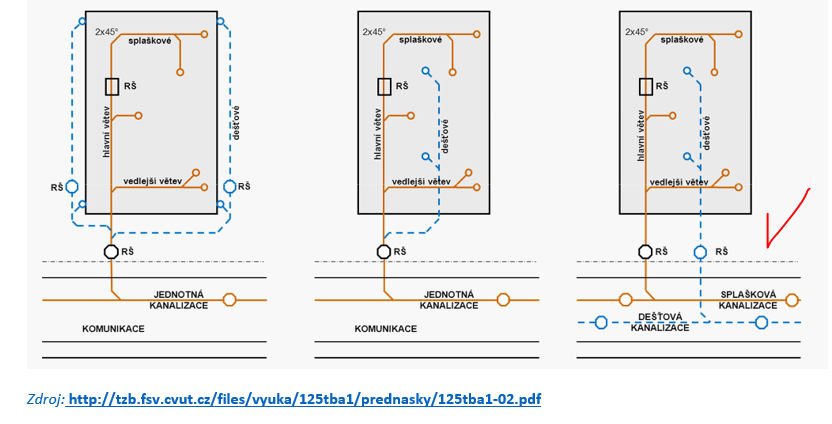 2x45°
splaškové
RŠ
hlavní větev
dešťové
vedlejší větev
RŠ
RŠ
RŠ
JEDNOTNÁ
KANALIZACE
KOMUNIKACE
2x45°
splaškové
RŠ
hlavní větev
dešťové
vedlejší větev
RŠ
JEDNOTNÁ
KANALIZACE
KOMUNIKACE
2x45°
splaškové
RŠ
hlavní větev
dešťové
vedlejší větev
RŠ
RŠ
SPLAŠKOVÁ
KANALIZACE
DEŠŤOVÁ
KANALIZACE
Zdroj: http://tzb.fsv.cvut.cz/files/vyuka/125tba1/prednasky/125tba1-02.pdf